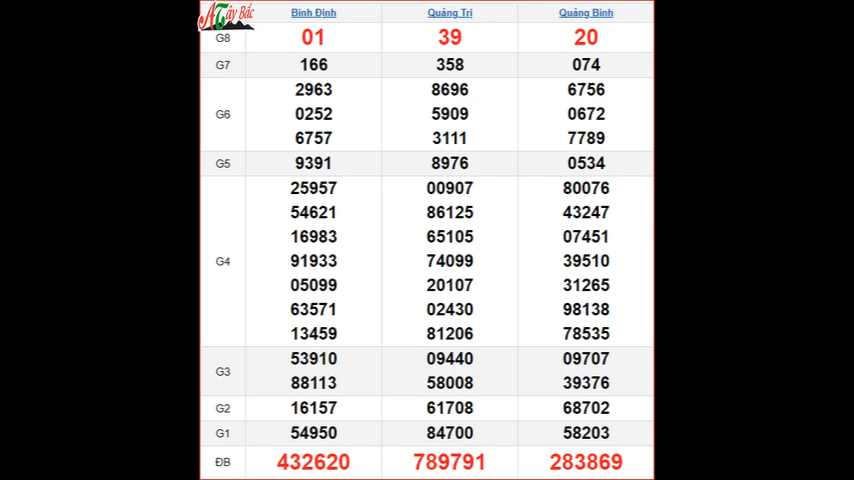 ATây Bắc
Bình Định Quảng Trị Quảng Bình
G8 01 39 20
G7 166 358 074
2963 8696 6756
G6 0252 5909 0672
6757 3111 7789
G5 9391 8976 0534
25957 00907 80076
54621 86125 43247
16983 65105 07451
G4 91933 74099 39510
05099 20107 31265
63571 02430 98138
13459 81206 78535
53910 09440 09707
G3
88113 58008 39376
G2 16157 61708 68702
G1 54950 84700 58203
ĐB 432620 789791 283869